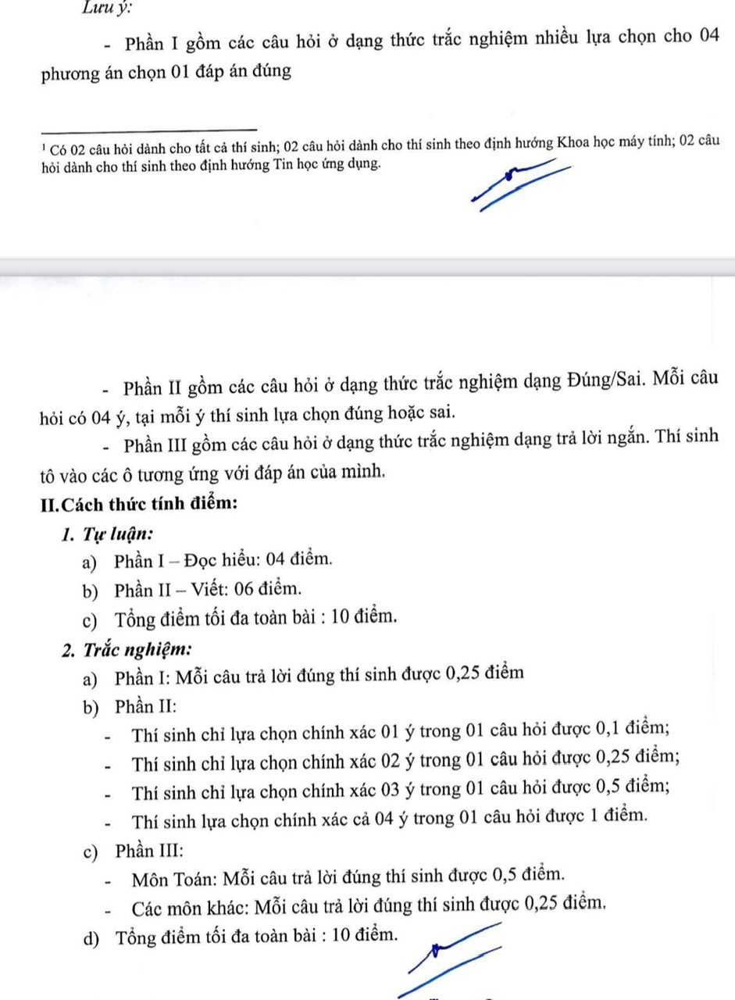 Lưu ý:
- Phần I gồm các câu hỏi ở dạng thức trắc nghiệm nhiều lựa chọn cho 04
phương án chọn 01 đáp án đúng
¹ Có 02 câu hỏi dành cho tất cả thí sinh; 02 câu hỏi dành cho thí sinh theo định hướng Khoa học máy tính; 02 câu
hỏi dành cho thí sinh theo định hướng Tin học ứng dụng.
- Phần II gồm các câu hỏi ở dạng thức trắc nghiệm dạng Đúng/Sai. Mỗi câu
hỏi có 04 ý, tại mỗi ý thí sinh lựa chọn đúng hoặc sai.
- Phần III gồm các câu hỏi ở dạng thức trắc nghiệm dạng trả lời ngắn. Thí sinh
tô vào các ô tương ứng với đáp án của mình.
II. Cách thức tính điểm:
1. Tự luận:
a) Phần I – Đọc hiểu: 04 điểm.
b) Phần II – Viết: 06 điểm.
c) Tổng điểm tối đa toàn bài : 10 điểm.
2. Trắc nghiệm:
a) Phần I: Mỗi câu trả lời đúng thí sinh được 0,25 điểm
b) Phần II:
- Thí sinh chỉ lựa chọn chính xác 01 ý trong 01 câu hỏi được 0,1 điểm;
- Thí sinh chỉ lựa chọn chính xác 02 ý trong 01 câu hỏi được 0,25 điểm;
- Thí sinh chỉ lựa chọn chính xác 03 ý trong 01 câu hỏi được 0,5 điểm;
- Thí sinh lựa chọn chính xác cả 04 ý trong 01 câu hỏi được 1 điểm.
c) Phần III:
- Môn Toán: Mỗi câu trả lời đúng thí sinh được 0,5 điểm.
- Các môn khác: Mỗi câu trả lời đúng thí sinh được 0,25 điểm.
d) Tổng điểm tối đa toàn bài : 10 điểm.